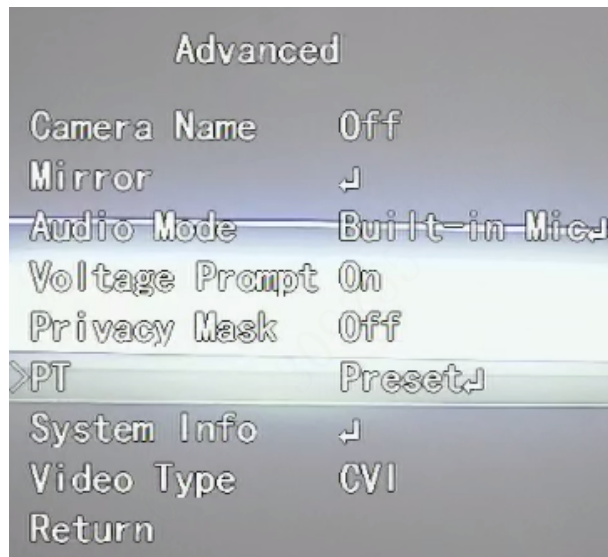 Advanced
Camera Name Off
Mirror ↲
Audio Mode Built-in Mic↲
Voltage Prompt On
Privacy Mask Off
>PT Preset↲
System Info ↲
Video Type CVI
Return